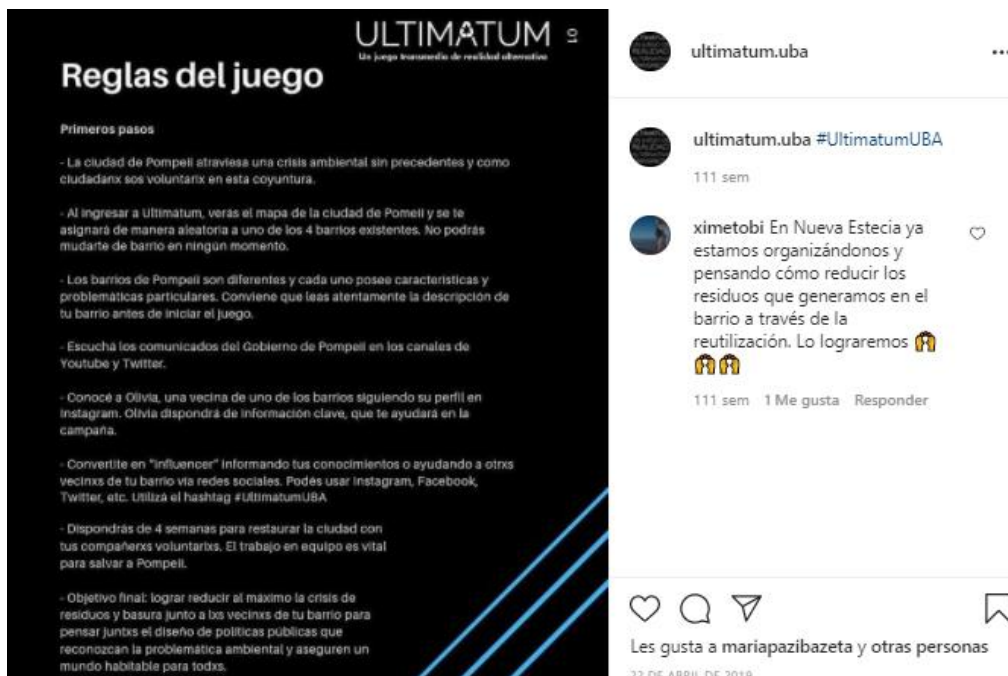 ULTIMATUM
01
Un juego transmedia de realidad alternativa
Reglas del juego
Primeros pasos
- La ciudad de Pompeii atraviesa una crisis ambiental sin precedentes y como
ciudadanx sos voluntarix en esta coyuntura.
- Al ingresar a Ultimátum, verás el mapa de la ciudad de Pomeii y se te
asignará de manera aleatoria a uno de los 4 barrios existentes. No podrás
mudarte de barrio en ningún momento.
- Los barrios de Pompeii son diferentes y cada uno posee características y
problemáticas particulares. Conviene que leas atentamente la descripción de
tu barrio antes de iniciar el juego.
- Escuchá los comunicados del Gobierno de Pompeii en los canales de
Youtube y Twitter.
- Conocé a Olivia, una vecina de uno de los barrios siguiendo su perfil en
Instagram. Olivia dispondrá de información clave, que te ayudará en la
campaña.
- Convertite en "influencer" informando tus conocimientos o ayudando a otrxs
vecinxs de tu barrio vía redes sociales. Podés usar Instagram, Facebook,
Twitter, etc. Utilizá el hashtag #UltimatumUBA
- Dispondrás de 4 semanas para restaurar la ciudad con
tus compañerxs voluntarixs. El trabajo en equipo es vital
para salvar a Pompeii.
- Objetivo final: lograr reducir al máximo la crisis de
residuos y basura junto a lxs vecinxs de tu barrio para
pensar juntxs el diseño de políticas públicas que
reconozcan la problemática ambiental y aseguren un
mundo habitable para todxs.
ultimatum.uba
ultimatum.uba #UltimatumUBA
111 sem
ximetobi En Nueva Estecia ya
estamos organizándonos y
pensando cómo reducir los
residuos que generamos en el
barrio a través de la
reutilización. Lo lograremos 🙌
🙌🙌
111 sem 1 Me gusta Responder
Les gusta a mariapazibazeta y otras personas
22 DE ABRIL DE 2019